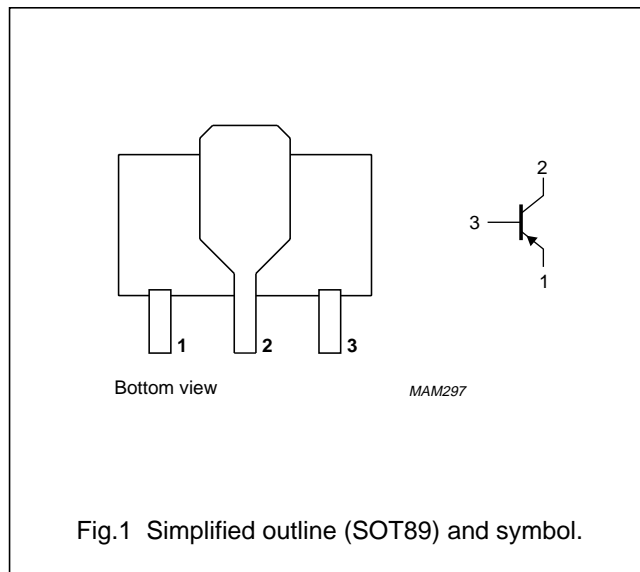 2
3
1
1 2 3
Bottom view MAM297
Fig.1 Simplified outline (SOT89) and symbol.